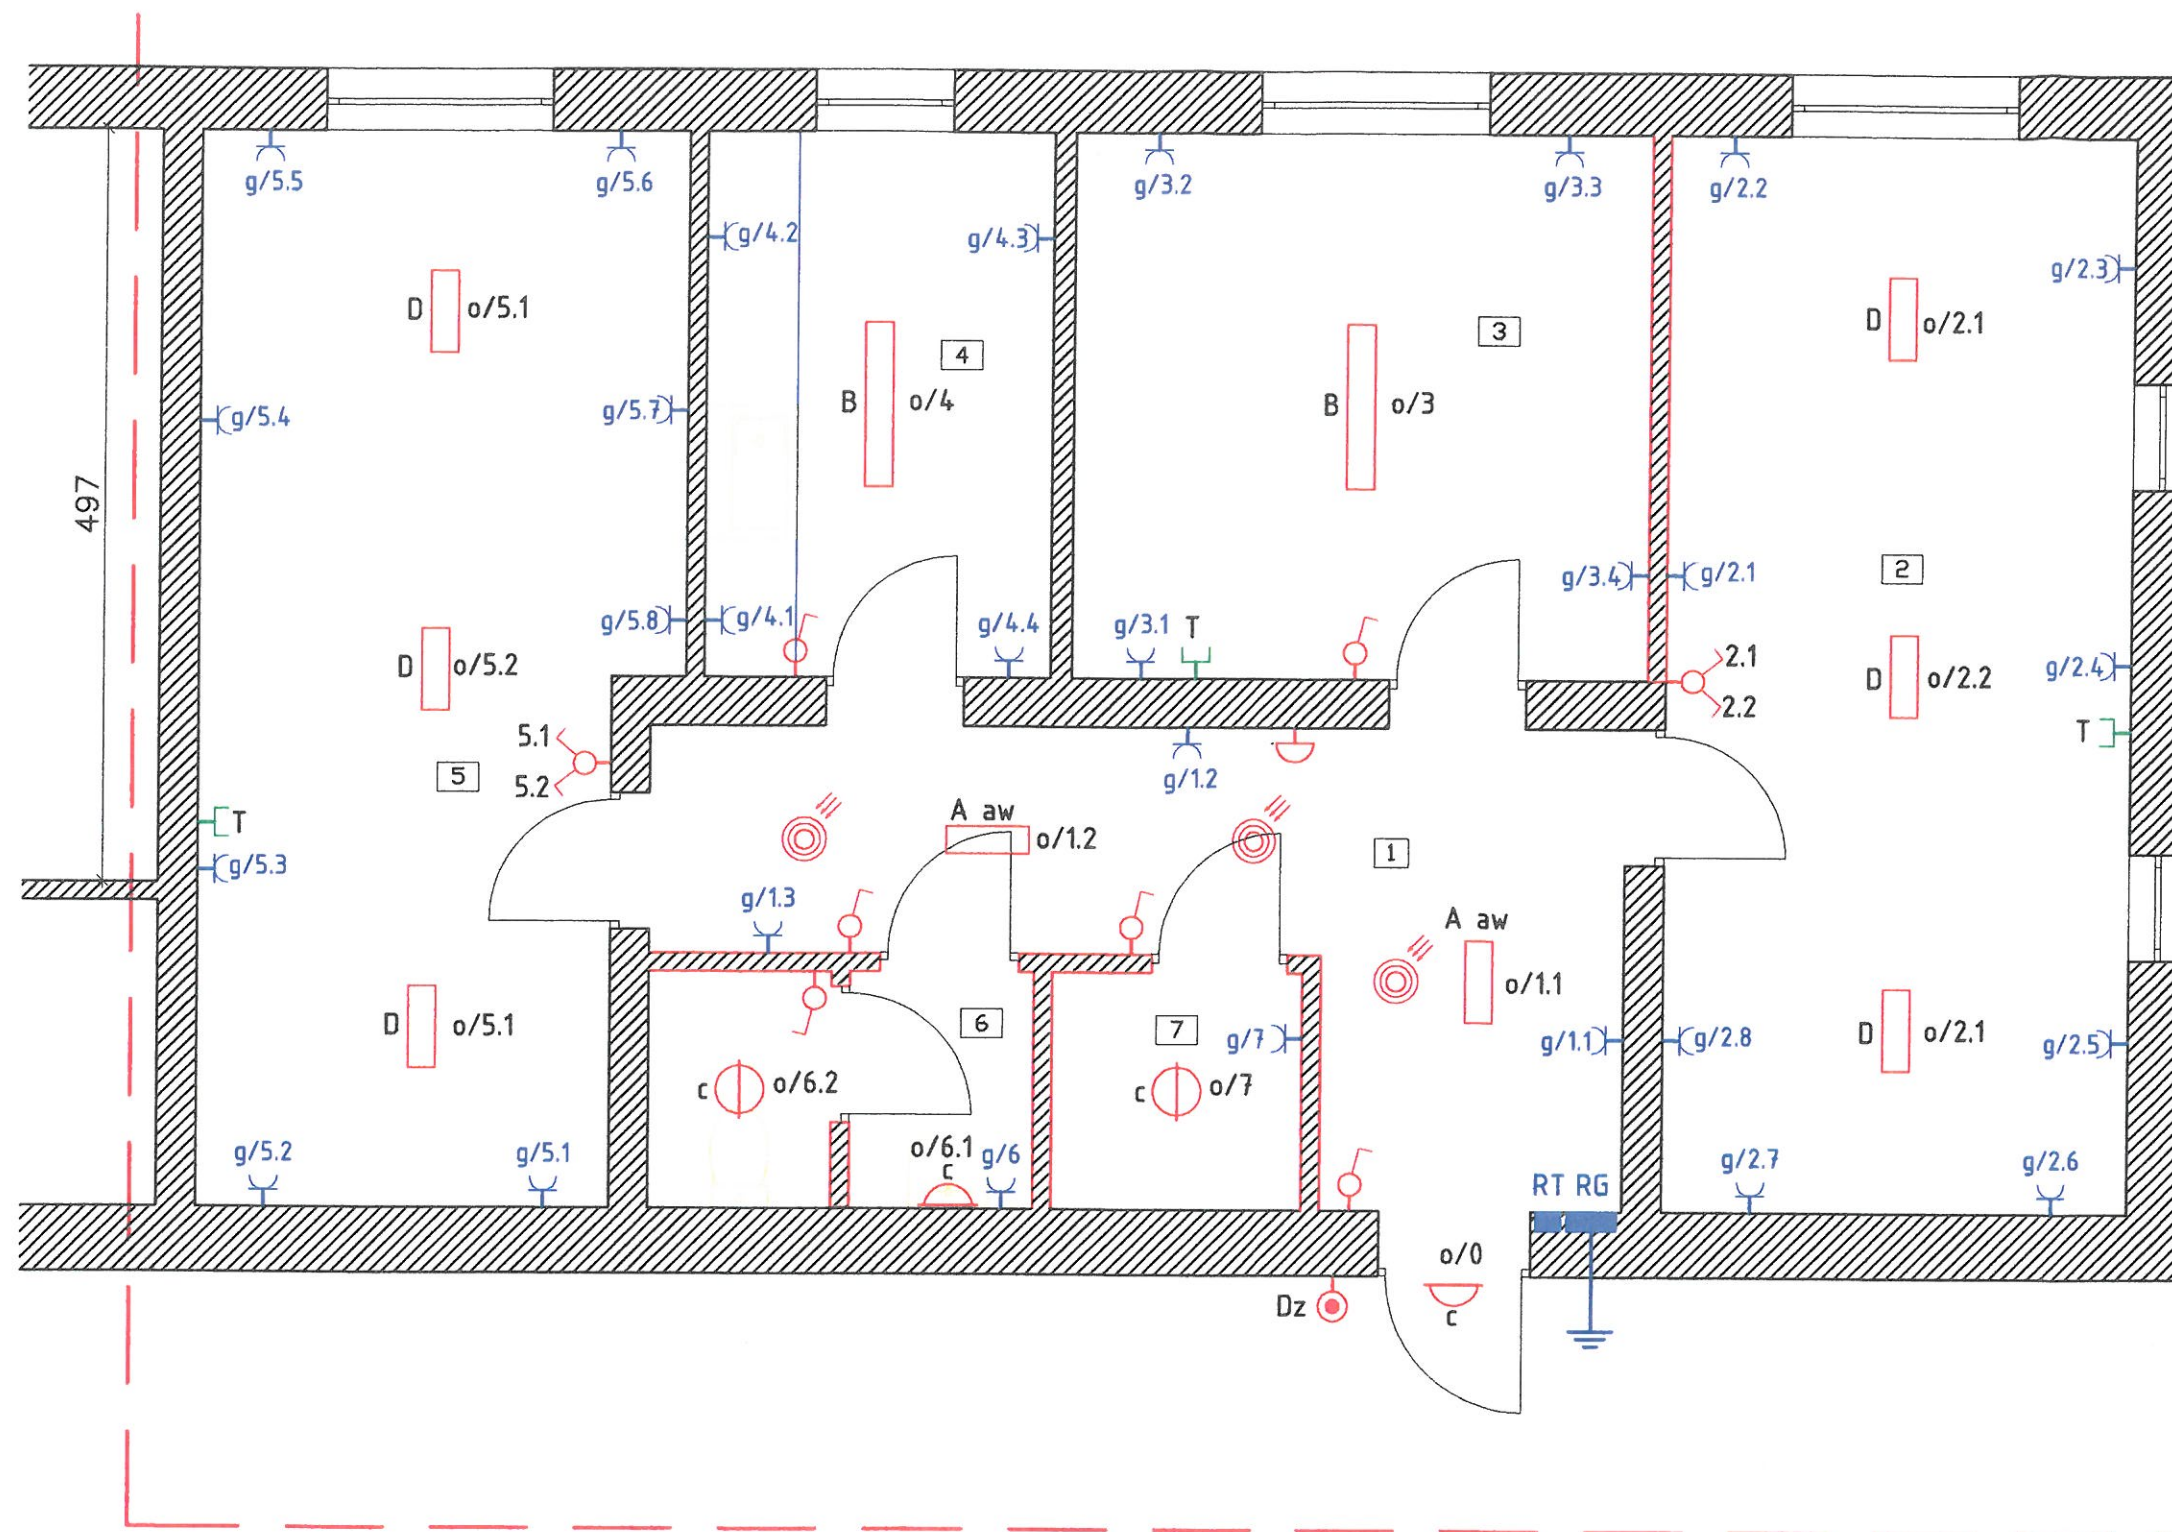 g/5.5
g/5.6
g/3.2
g/3.3
g/2.2
g/4.2
g/4.3
g/2.3
D o/5.1
D o/2.1
3
4
B o/4
B o/3
g/5.4
g/5.7
497
g/3.4
g/2.1
2
g/5.8
g/4.1
g/4.4
g/3.1
T
D o/5.2
2.1
2.2
D o/2.2
g/2.4
5.1
5.2
5
T
g/1.2
A aw
o/1.2
1
T
g/5.3
g/1.3
A aw
o/1.1
D o/5.1
6
7
g/7
g/1.1
g/2.8
D o/2.1
g/2.5
c o/6.2
c o/7
o/6.1
c
g/6
g/5.2
g/5.1
g/2.7
g/2.6
RT RG
o/0
c
Dz